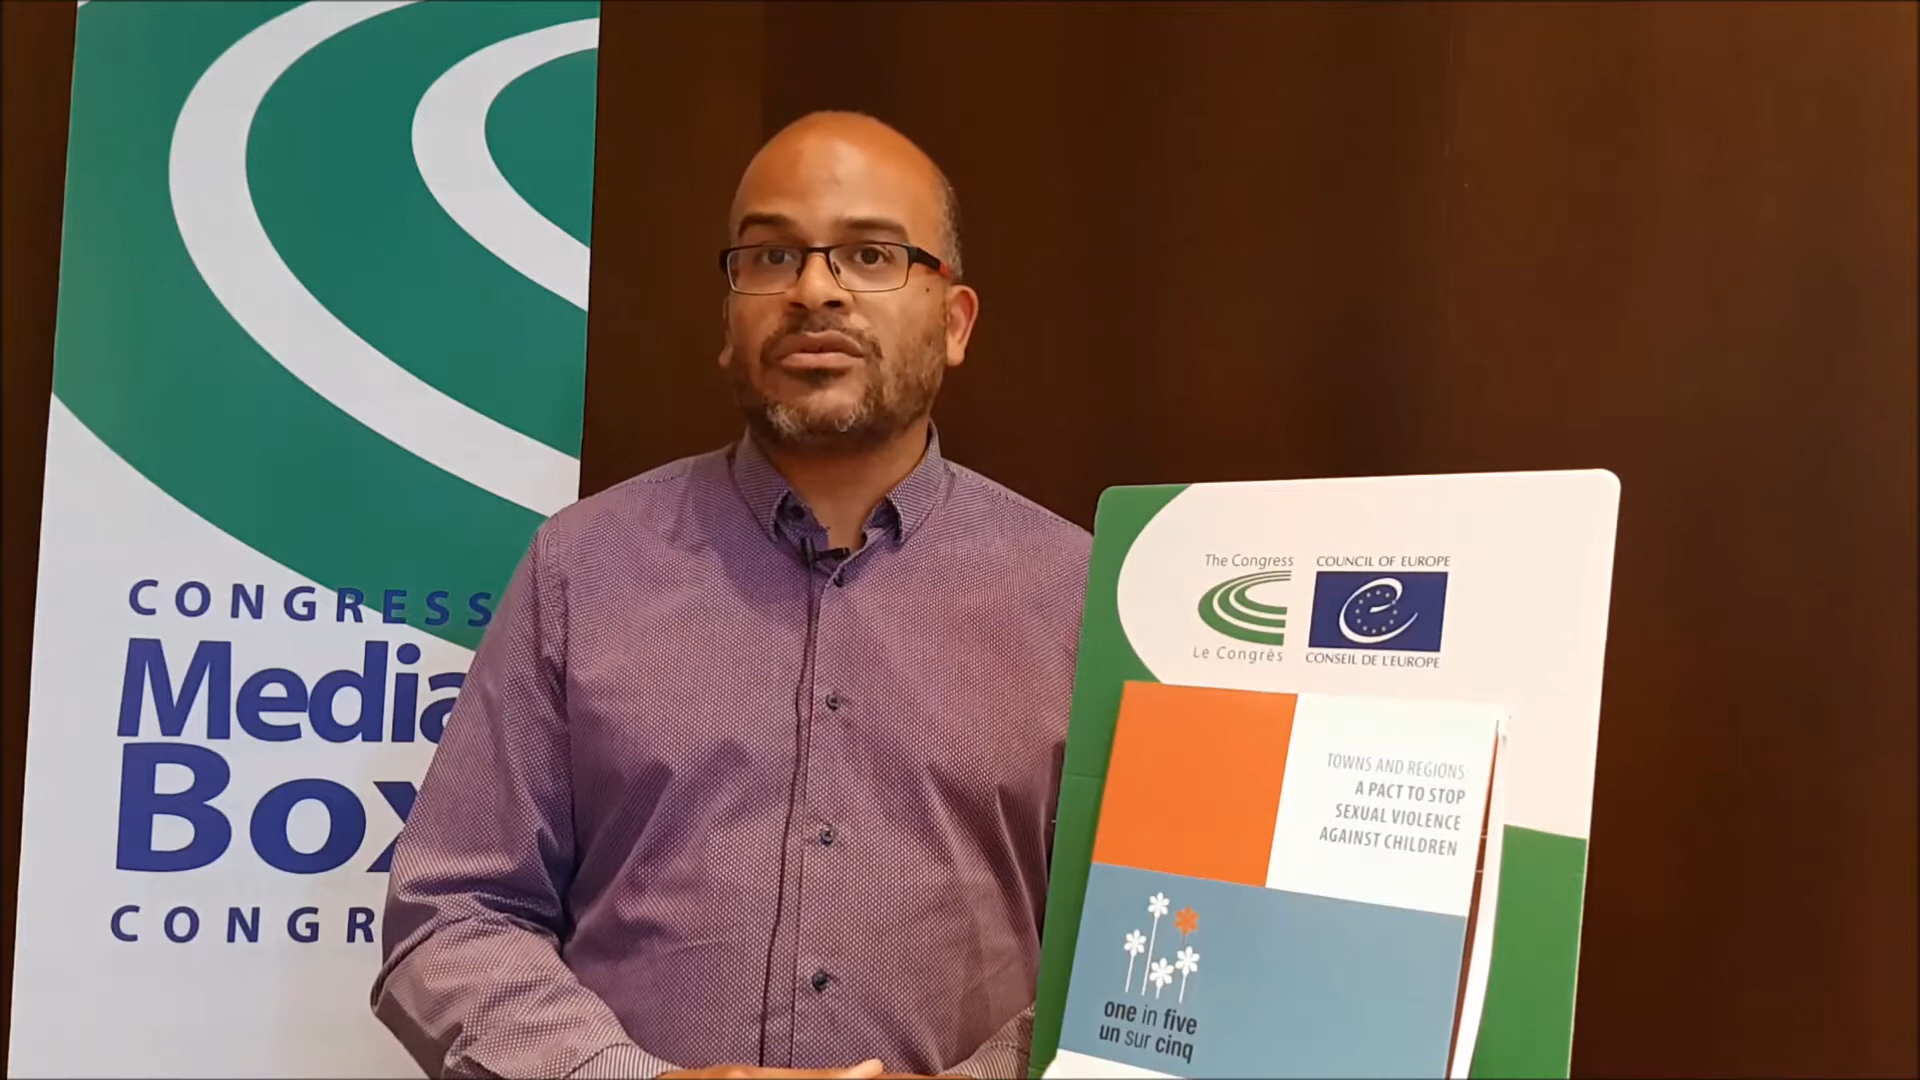 CONGRESS
Media
Box
CONGR
The Congress
Le Congrès
COUNCIL OF EUROPE
CONSEIL DE L'EUROPE
TOWNS AND REGIONS:
A PACT TO STOP
SEXUAL VIOLENCE
AGAINST CHILDREN
one in five
un sur cinq